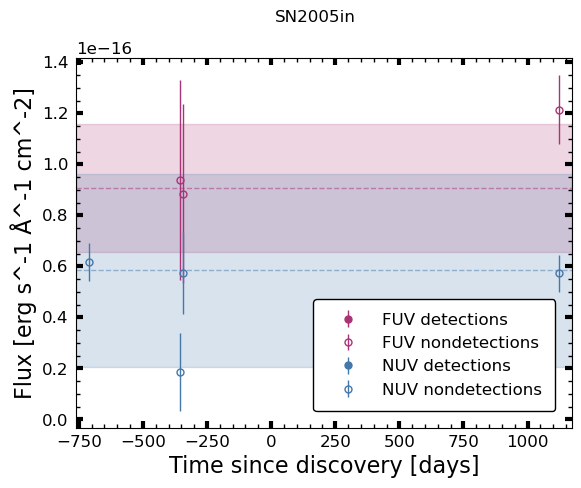 SN2005in
1e−16
1.4
1.2
1.0
0.8
0.6
0.4
0.2
0.0
Flux [erg s^-1 Å^-1 cm^-2]
FUV detections
FUV nondetections
NUV detections
NUV nondetections
−750 −500 −250 0 250 500 750 1000
Time since discovery [days]